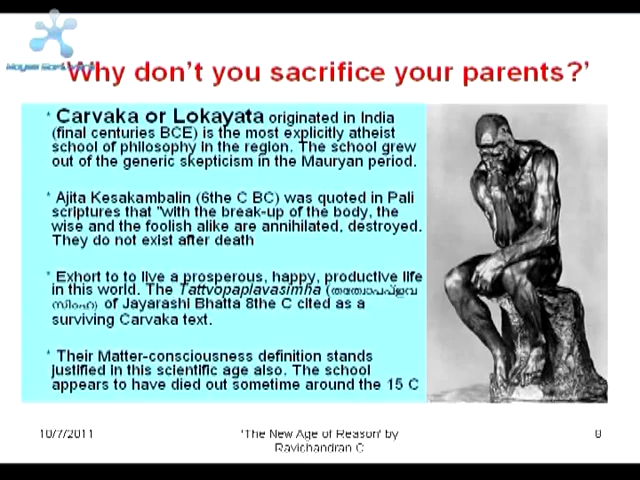 'Why don't you sacrifice your parents?'
* Carvaka or Lokayata originated in India
(final centuries BCE) is the most explicitly atheist
school of philosophy in the region. The school grew
out of the generic skepticism in the Mauryan period.
* Ajita Kesakambalin (6the C BC) was quoted in Pali
scriptures that "with the break-up of the body, the
wise and the foolish alike are annihilated, destroyed.
They do not exist after death
* Exhort to to live a prosperous, happy, productive life
in this world. The Tattvopaplavasimha (തത്ത്വോപപ്ളവ
സിംഹ) of Jayarashi Bhatta 8the C cited as a
surviving Carvaka text.
* Their Matter-consciousness definition stands
justified in this scientific age also. The school
appears to have died out sometime around the 15 C
10/7/2011
'The New Age of Reason' by
Ravichandran C